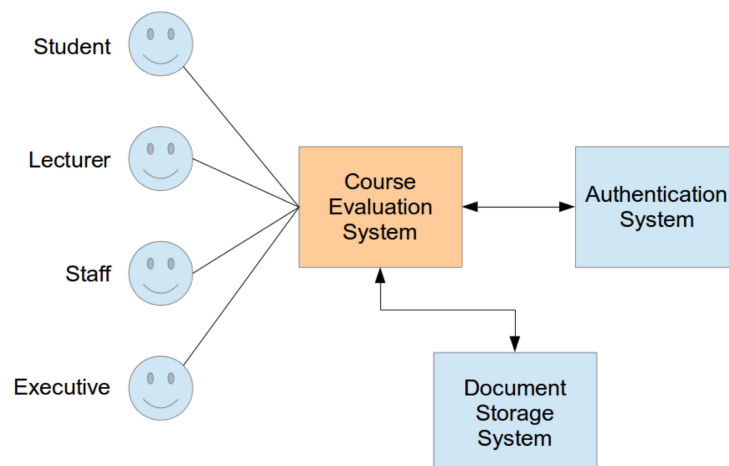 Student
Lecturer
Staff
Executive
Course
Evaluation
System
Authentication
System
Document
Storage
System